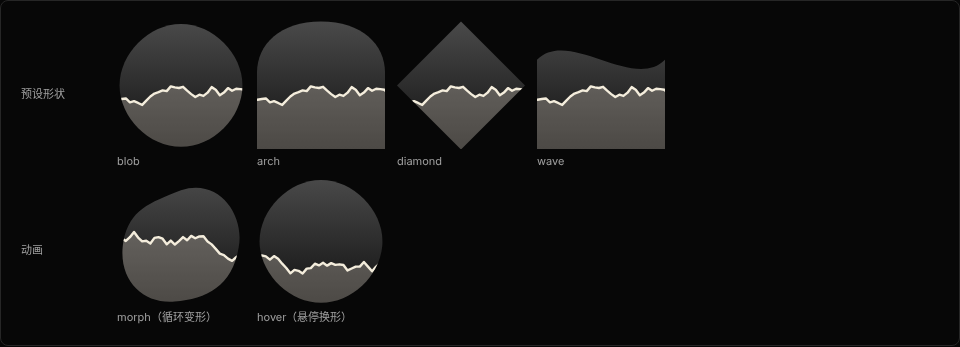 预设形状
blob
arch
diamond
wave
动画
morph（循环变形）
hover（悬停换形）